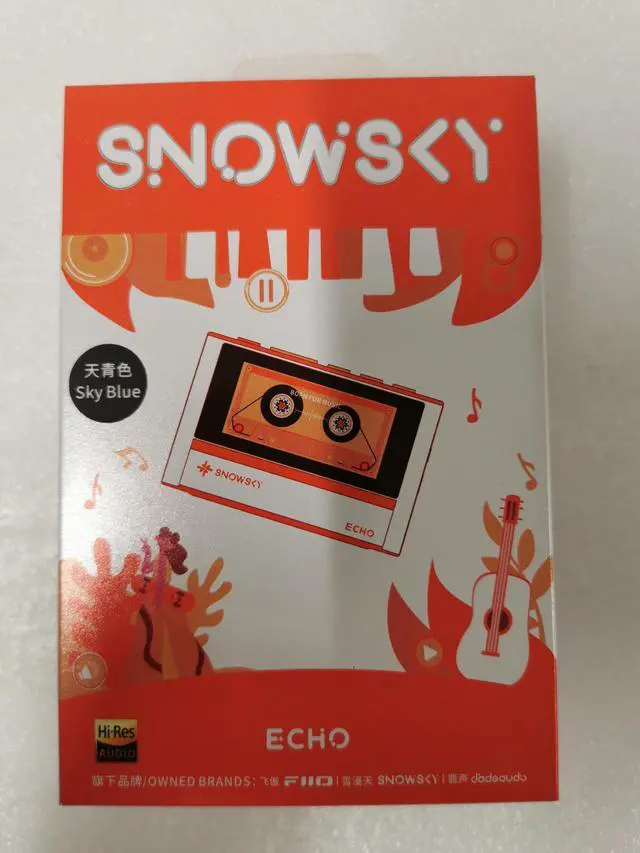 SNOWSKY
天青色
Sky Blue
BORN FOR MUSIC
SNOWSKY
ECHO
ECHO
Hi-Res
AUDIO
旗下品牌/OWNED BRANDS: 飞傲 FIIO | 雪漫天 SNOWSKY | 翡声 dadeaudo